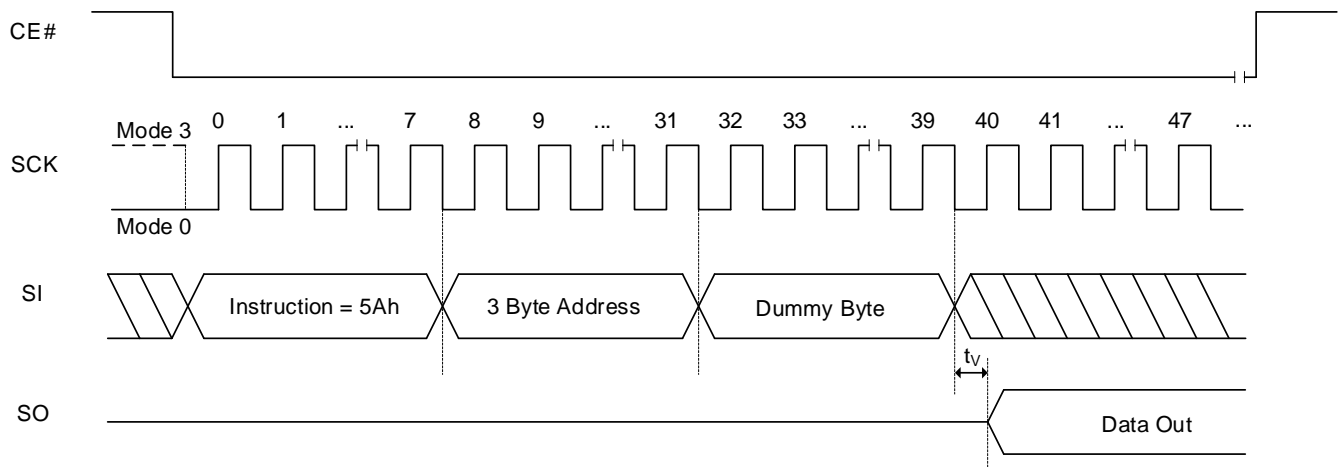 CE#
0 1 ... 7 8 9 ... 31 32 33 ... 39 40 41 ... 47 ...
Mode 3
SCK
Mode 0
SI
Instruction = 5Ah
3 Byte Address
Dummy Byte
tV
SO
Data Out